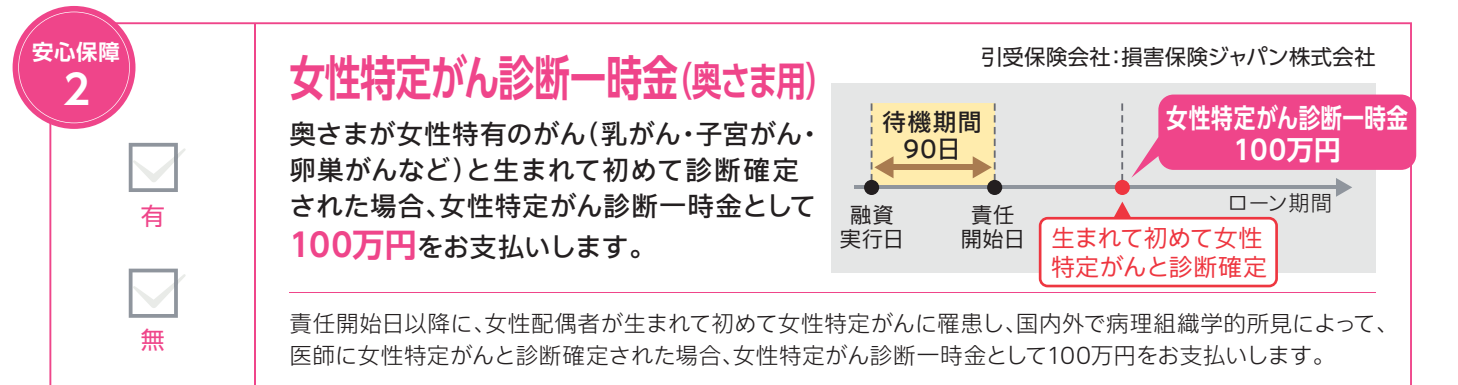 安心保障
2
有
無
女性特定がん診断一時金(奥さま用)
奥さまが女性特有のがん(乳がん・子宮がん・
卵巣がんなど)と生まれて初めて診断確定
された場合、女性特定がん診断一時金として
100万円をお支払いします。
引受保険会社:損害保険ジャパン株式会社
待機期間
90日
女性特定がん診断一時金
100万円
ローン期間
融資
実行日
責任
開始日
生まれて初めて女性
特定がんと診断確定
責任開始日以降に、女性配偶者が生まれて初めて女性特定がんに罹患し、国内外で病理組織学的所見によって、
医師に女性特定がんと診断確定された場合、女性特定がん診断一時金として100万円をお支払いします。